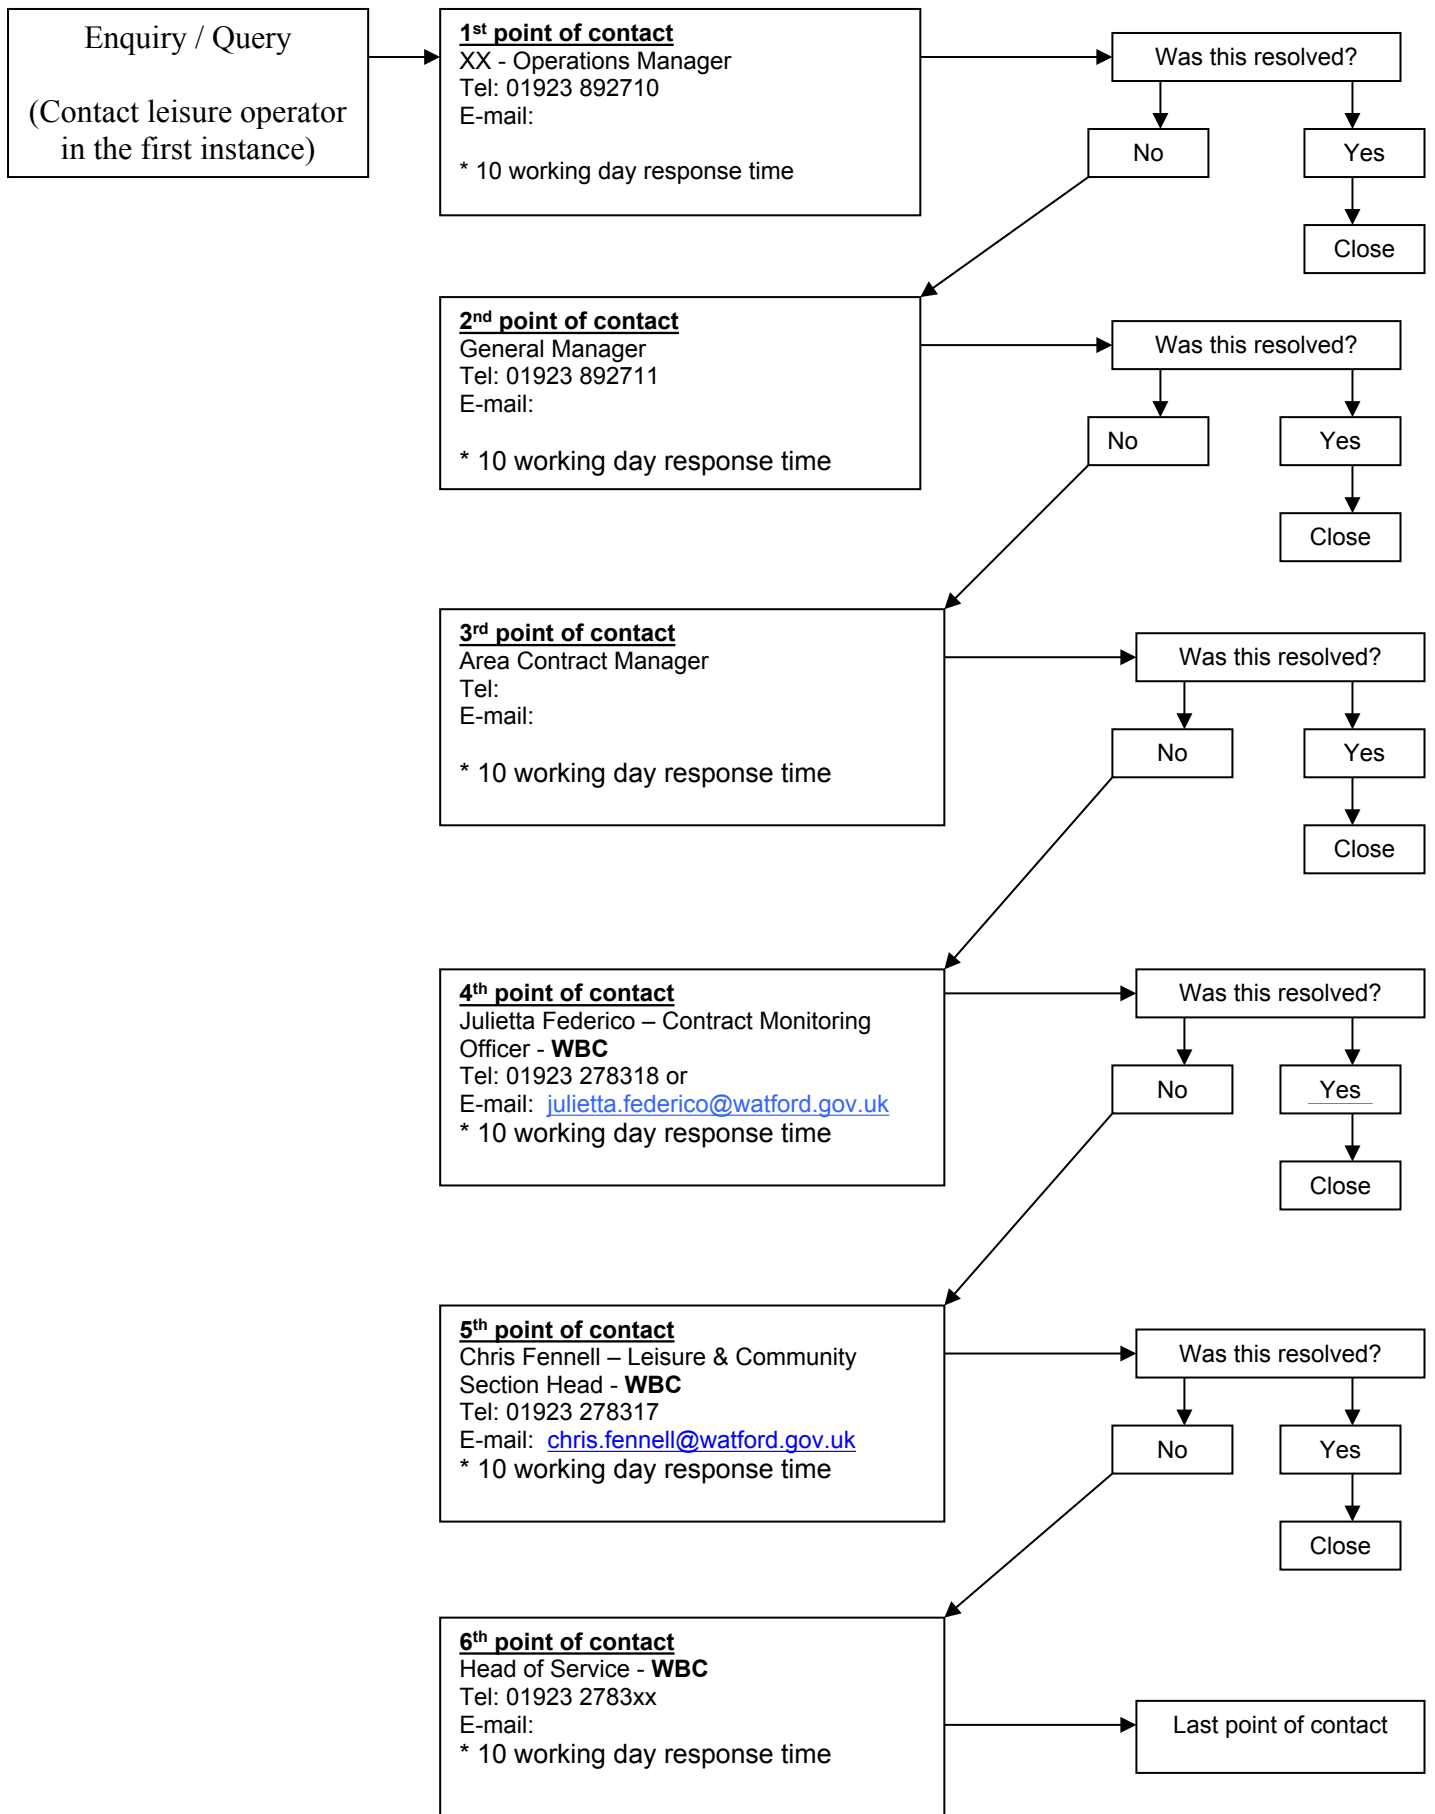 Enquiry / Query
(Contact leisure operator
in the first instance)
1st point of contact
XX - Operations Manager
Tel: 01923 892710
E-mail:
* 10 working day response time
Was this resolved?
No
Yes
Close
2nd point of contact
General Manager
Tel: 01923 892711
E-mail:
* 10 working day response time
Was this resolved?
No
Yes
Close
3rd point of contact
Area Contract Manager
Tel:
E-mail:
* 10 working day response time
Was this resolved?
No
Yes
Close
4th point of contact
Julietta Federico – Contract Monitoring
Officer - WBC
Tel: 01923 278318 or
E-mail: julietta.federico@watford.gov.uk
* 10 working day response time
Was this resolved?
No
Yes
Close
5th point of contact
Chris Fennell – Leisure & Community
Section Head - WBC
Tel: 01923 278317
E-mail: chris.fennell@watford.gov.uk
* 10 working day response time
Was this resolved?
No
Yes
Close
6th point of contact
Head of Service - WBC
Tel: 01923 2783xx
E-mail:
* 10 working day response time
Last point of contact